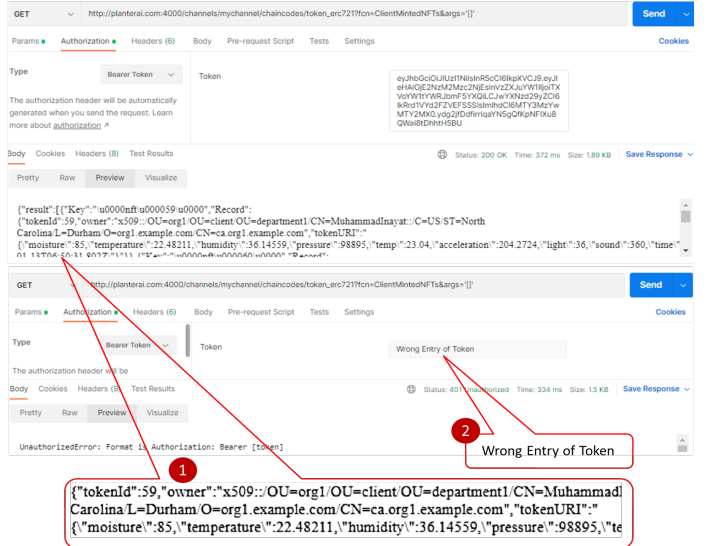 GET http://planterai.com:4000/channels/mychannel/chaincodes/token_erc721?fcn=ClientMintedNFTs&args='[]' Send
Params Authorization Headers (6) Body Pre-request Script Tests Settings Cookies
Type Bearer Token Token
The authorization header will be automatically
generated when you send the request. Learn
more about authorization ↗
Body Cookies Headers (8) Test Results Status: 200 OK Time: 372 ms Size: 1.89 KB Save Response
Pretty Raw Preview Visualize
{"result":[{"Key":"\u0000nft\u000059\u0000","Record":
{"tokenId":59,"owner":"x509::/OU=org1/OU=client/OU=department1/CN=MuhammadInayat::/C=US/ST=North
Carolina/L=Durham/O=org1.example.com/CN=ca.org1.example.com","tokenURI":"
{\"moisture\":85,\"temperature\":22.48211,\"humidity\":36.14559,\"pressure\":98895,\"temp\":23.04,\"acceleration\":204.2724,\"light\":36,\"sound\":360,\"time\"
GET http://planterai.com:4000/channels/mychannel/chaincodes/token_erc721?fcn=ClientMintedNFTs&args='[]' Send
Params Authorization Headers (6) Body Pre-request Script Tests Settings Cookies
Type Bearer Token Token Wrong Entry of Token
The authorization header will be
Body Cookies Headers (9) Test Results Status: 401 Unauthorized Time: 334 ms Size: 1.5 KB Save Response
Pretty Raw Preview Visualize
UnauthorizedError: Format is Authorization: Bearer [token]
2
Wrong Entry of Token
1
{"tokenId":59,"owner":"x509::/OU=org1/OU=client/OU=department1/CN=Muhammad
Carolina/L=Durham/O=org1.example.com/CN=ca.org1.example.com","tokenURI":"
{\"moisture\":85,\"temperature\":22.48211,\"humidity\":36.14559,\"pressure\":98895,\"te